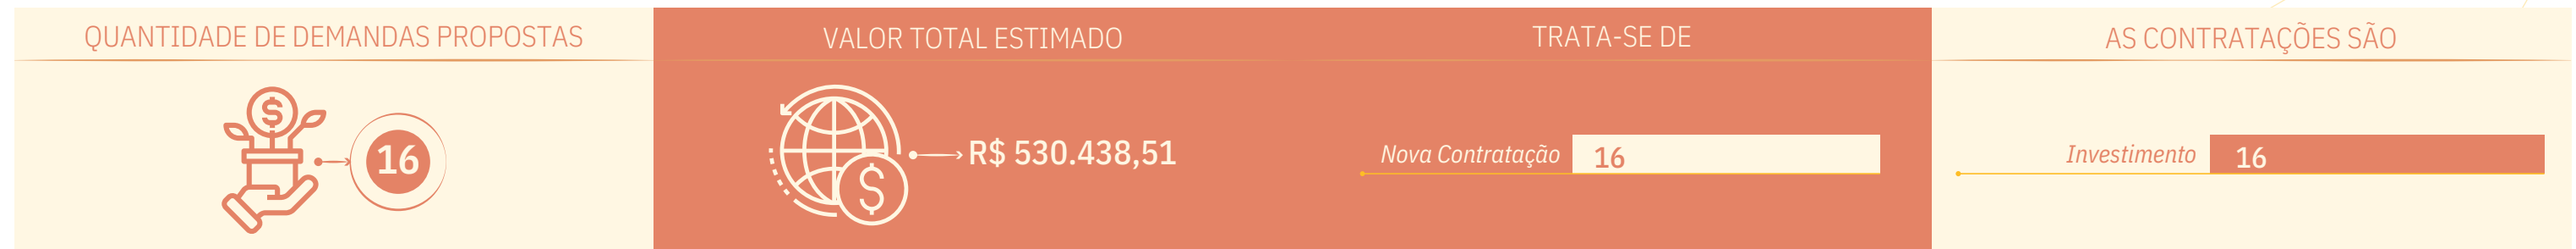 QUANTIDADE DE DEMANDAS PROPOSTAS
$
16
VALOR TOTAL ESTIMADO
$
R$ 530.438,51
TRATA-SE DE
Nova Contratação 16
AS CONTRATAÇÕES SÃO
Investimento 16